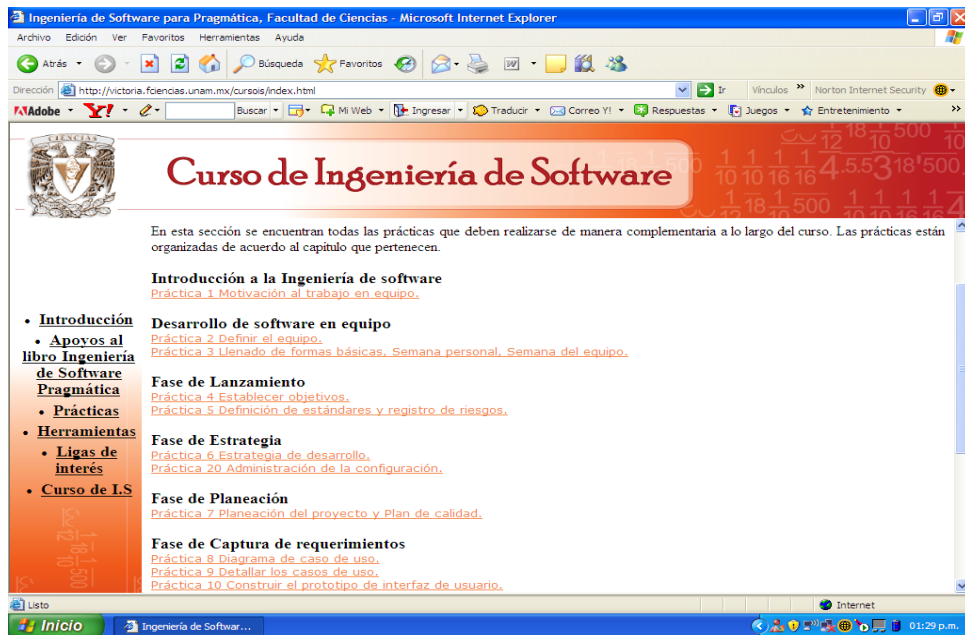 Ingeniería de Software para Pragmática, Facultad de Ciencias - Microsoft Internet Explorer
Archivo Edición Ver Favoritos Herramientas Ayuda
Atrás Búsqueda Favoritos
Dirección http://victoria.fciencias.unam.mx/cursois/index.html Ir Vínculos » Norton Internet Security
Adobe Y! Buscar Mi Web Ingresar Traducir Correo Y! Respuestas Juegos Entretenimiento »
CIENCIAS
Curso de Ingeniería de Software
En esta sección se encuentran todas las prácticas que deben realizarse de manera complementaria a lo largo del curso. Las prácticas están
organizadas de acuerdo al capitulo que pertenecen.
Introducción a la Ingeniería de software
Práctica 1 Motivación al trabajo en equipo.
Desarrollo de software en equipo
Práctica 2 Definir el equipo.
Práctica 3 Llenado de formas básicas, Semana personal, Semana del equipo.
Fase de Lanzamiento
Práctica 4 Establecer objetivos.
Práctica 5 Definición de estándares y registro de riesgos.
Fase de Estrategia
Práctica 6 Estrategia de desarrollo.
Práctica 20 Administración de la configuración.
Fase de Planeación
Práctica 7 Planeación del proyecto y Plan de calidad.
Fase de Captura de requerimientos
Práctica 8 Diagrama de caso de uso.
Práctica 9 Detallar los casos de uso.
Práctica 10 Construir el prototipo de interfaz de usuario.
• Introducción
• Apoyos al
libro Ingeniería
de Software
Pragmática
• Prácticas
• Herramientas
• Ligas de
interés
• Curso de I.S
Listo Internet
Inicio Ingeniería de Softwar... 01:29 p.m.